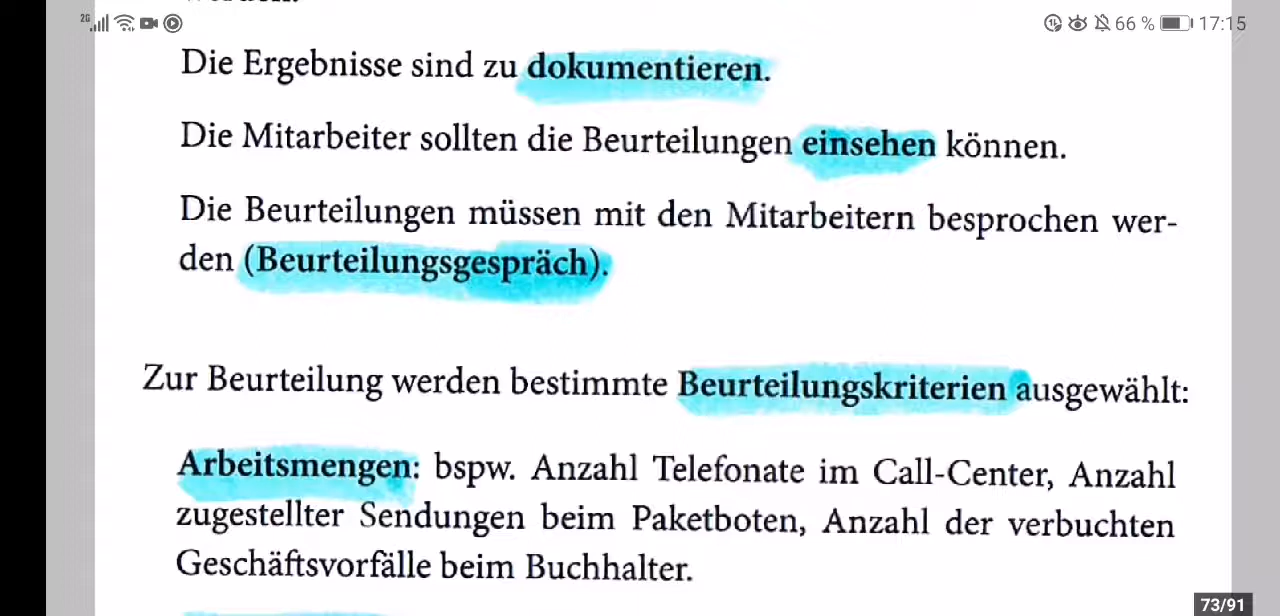 2G 66 % 17:15
Die Ergebnisse sind zu dokumentieren.
Die Mitarbeiter sollten die Beurteilungen einsehen können.
Die Beurteilungen müssen mit den Mitarbeitern besprochen wer-
den (Beurteilungsgespräch).
Zur Beurteilung werden bestimmte Beurteilungskriterien ausgewählt:
Arbeitsmengen: bspw. Anzahl Telefonate im Call-Center, Anzahl
zugestellter Sendungen beim Paketboten, Anzahl der verbuchten
Geschäftsvorfälle beim Buchhalter.
73/91